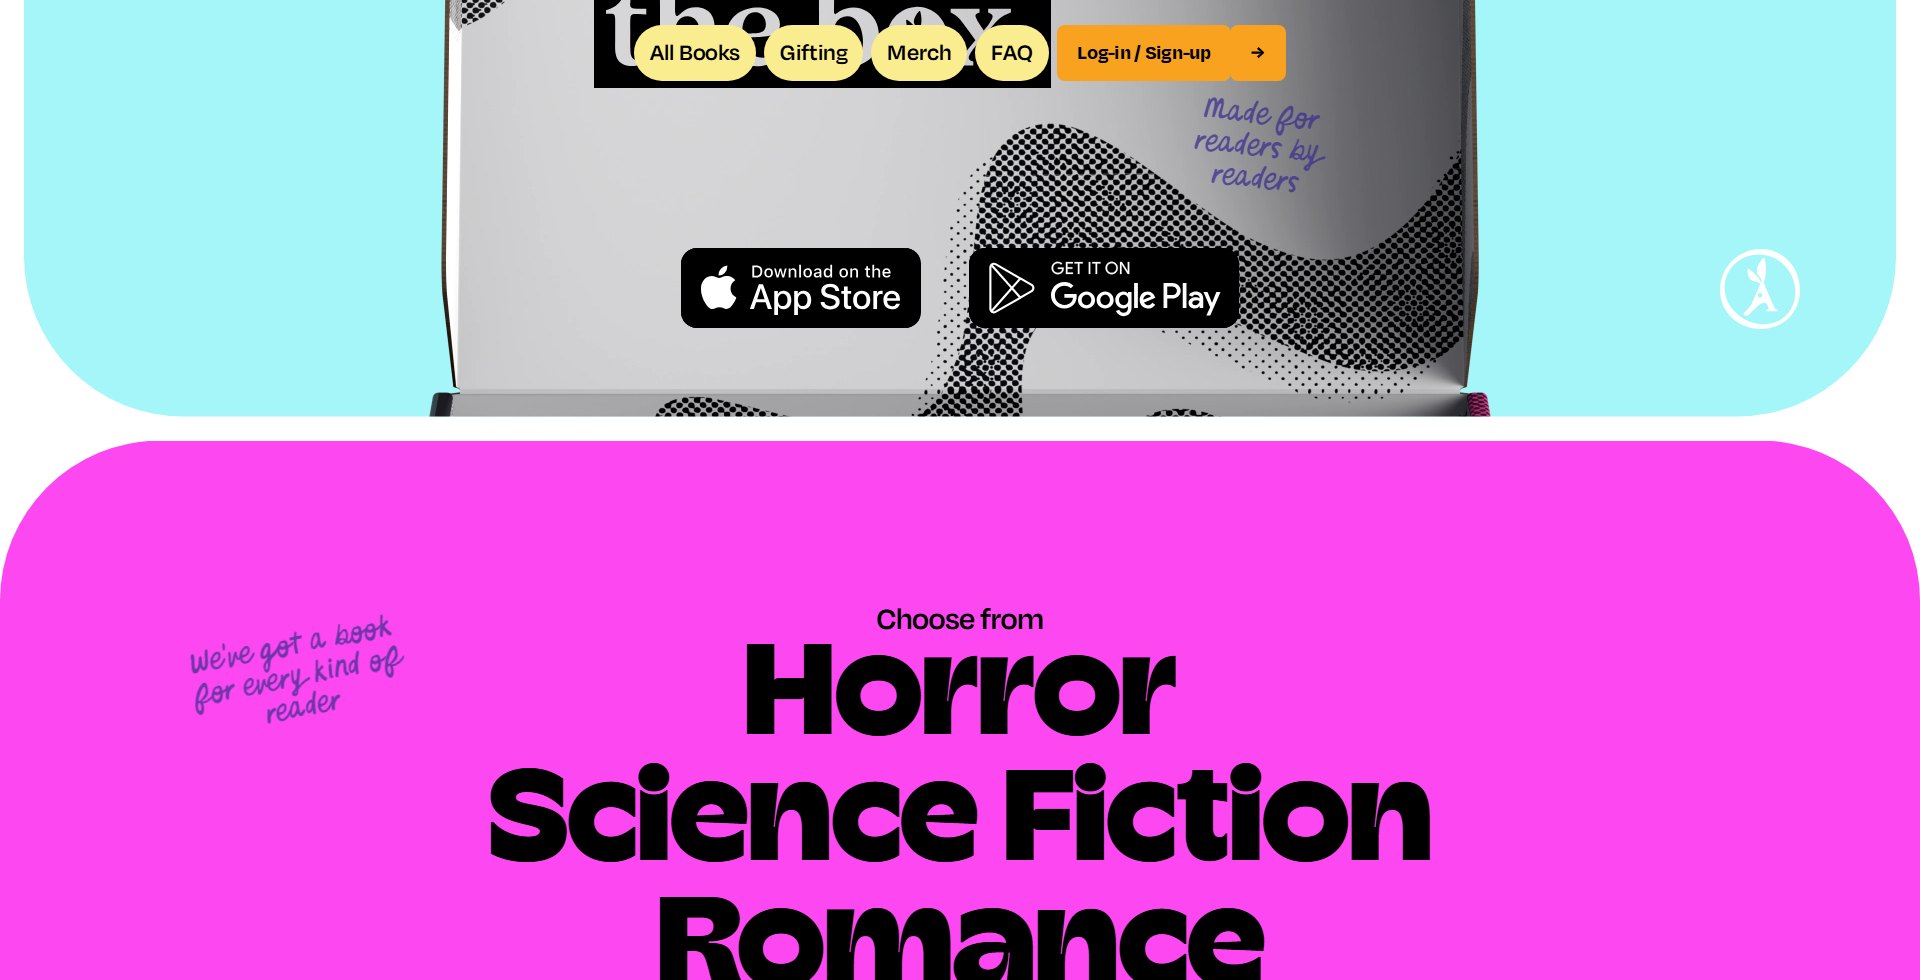 the box.
All Books
Gifting
Merch
FAQ
Log-in / Sign-up
Made for
readers by
readers
Download on the
App Store
GET IT ON
Google Play
Choose from
We've got a book
for every kind of
reader
Horror
Science Fiction
Romance